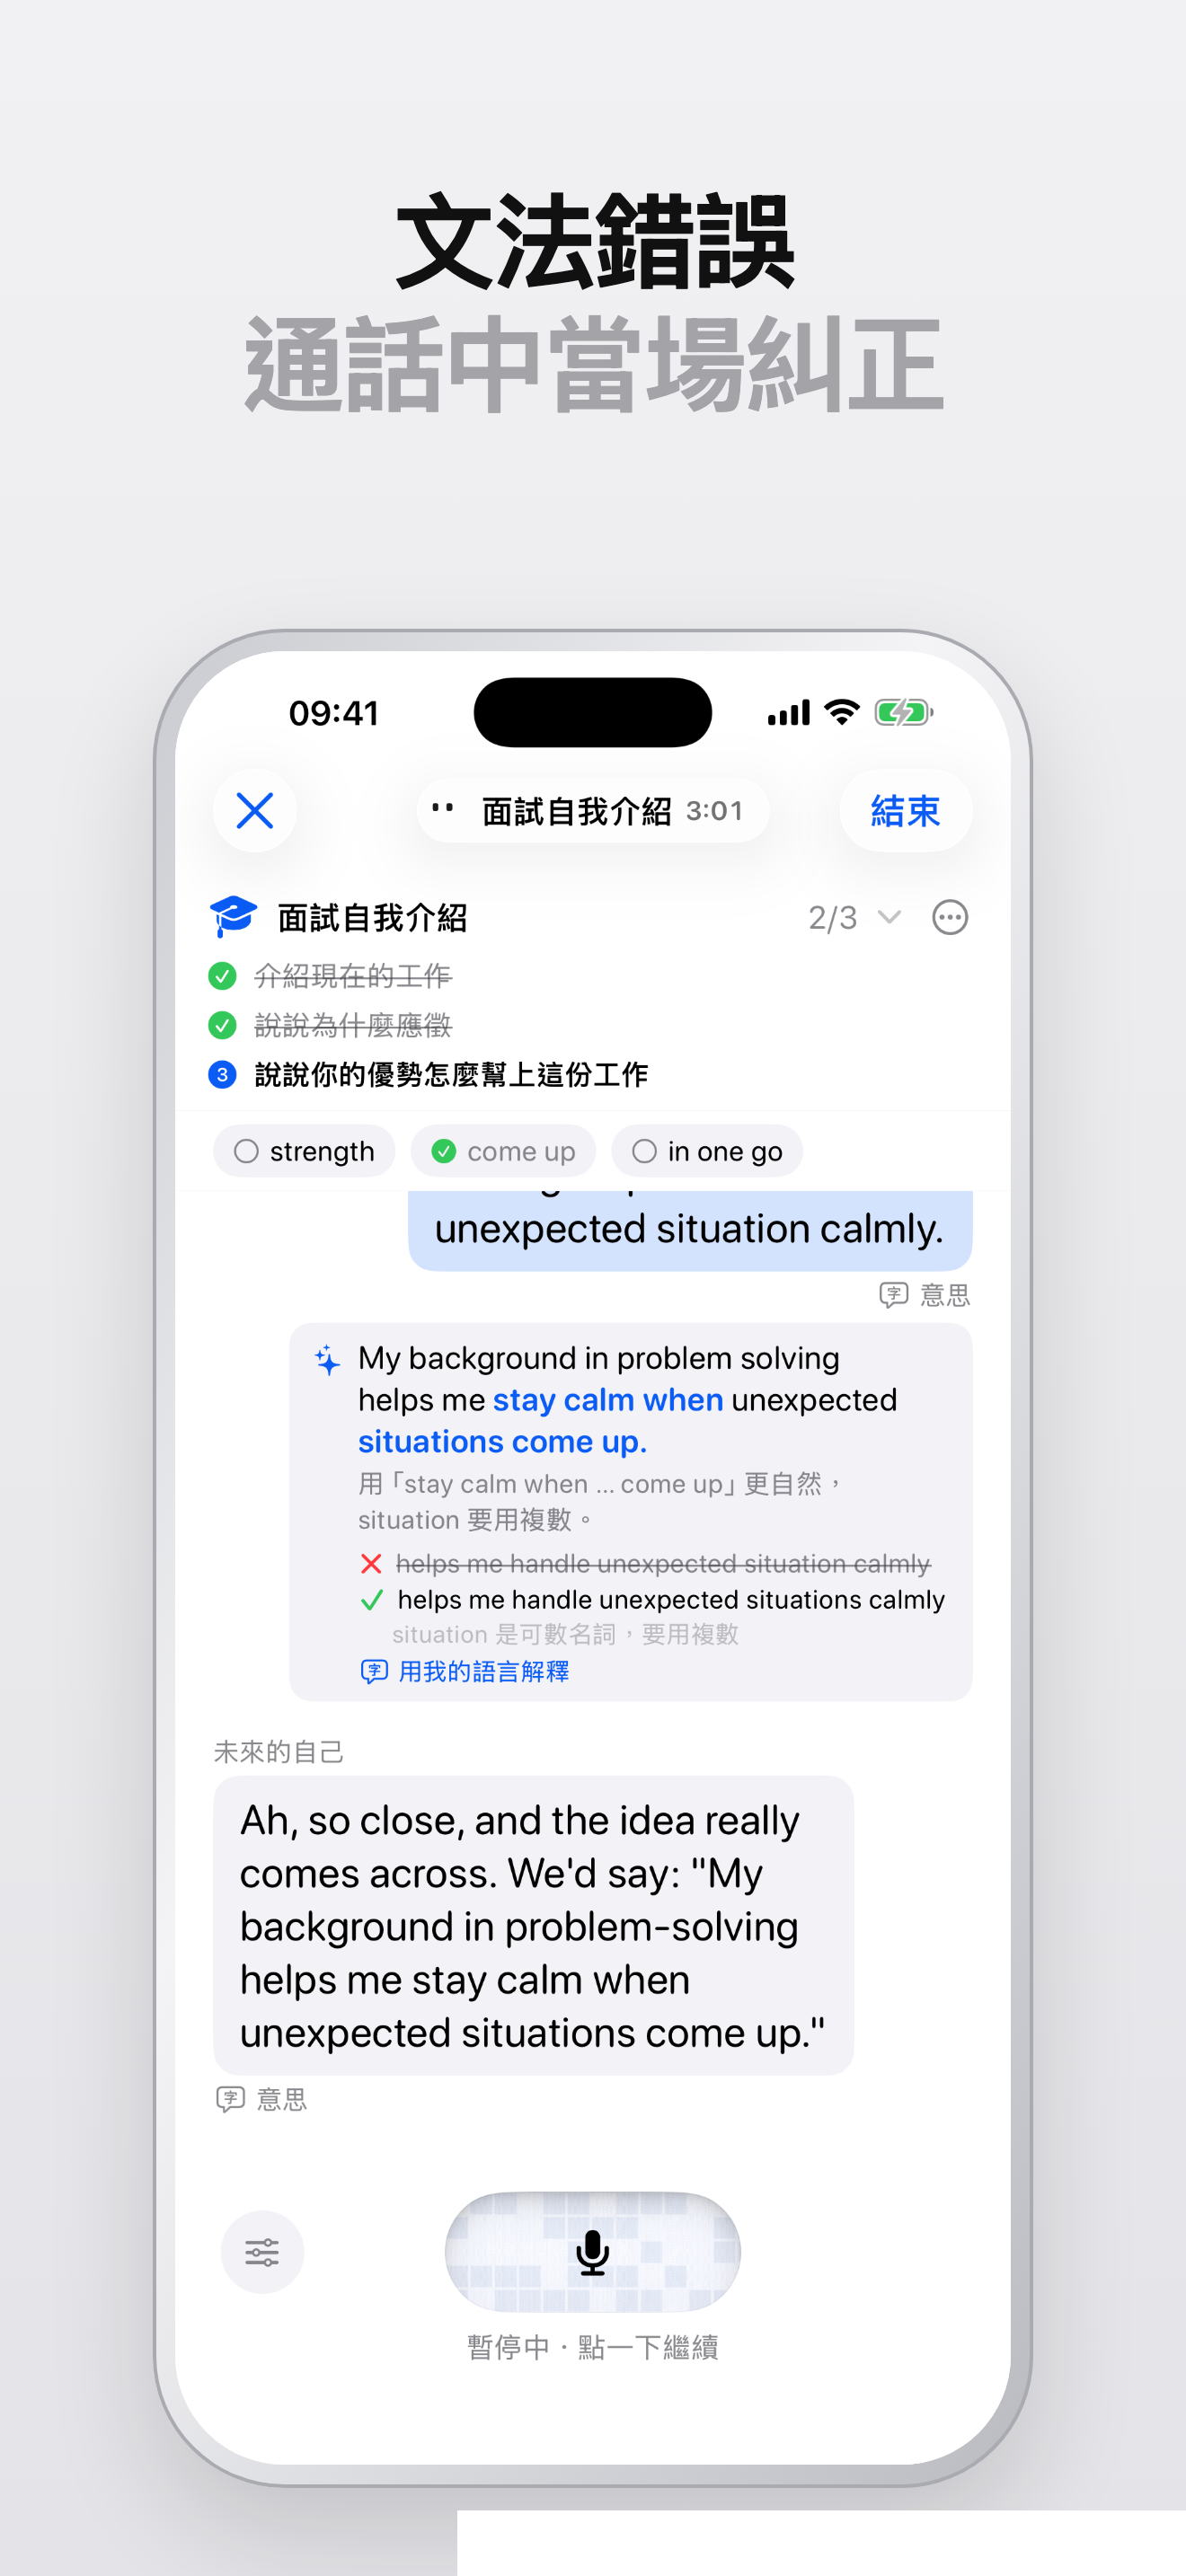 文法錯誤
通話中當場糾正
09:41
面試自我介紹 3:01
結束
面試自我介紹
2/3
介紹現在的工作
說說為什麼應徵
3 說說你的優勢怎麼幫上這份工作
strength
come up
in one go
unexpected situation calmly.
字 意思
My background in problem solving
helps me stay calm when unexpected
situations come up.
用「stay calm when ... come up」更自然，
situation 要用複數。
helps me handle unexpected situation calmly
helps me handle unexpected situations calmly
situation 是可數名詞，要用複數
字 用我的語言解釋
未來的自己
Ah, so close, and the idea really
comes across. We'd say: "My
background in problem-solving
helps me stay calm when
unexpected situations come up."
字 意思
暫停中 · 點一下繼續